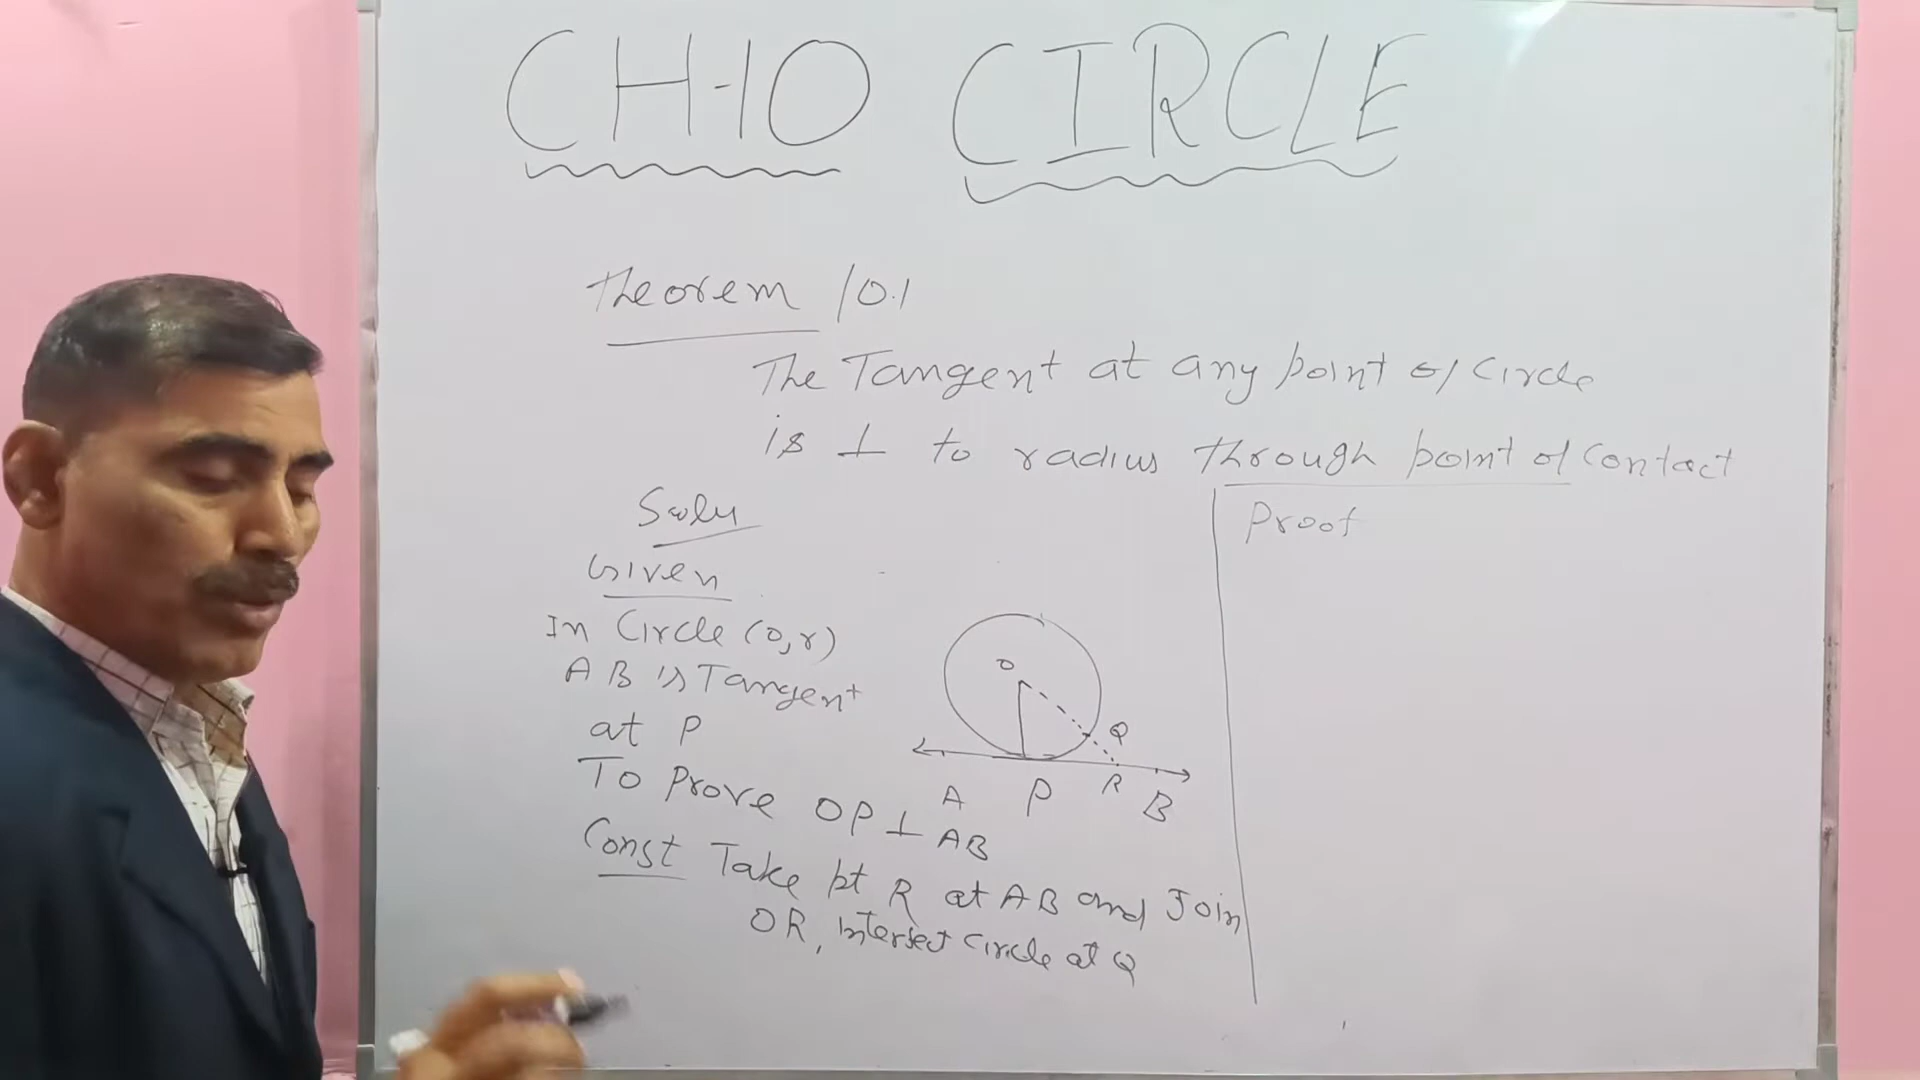 CH-10 CIRCLE
Theorem 10.1
The Tangent at any point of Circle
is ⊥ to radius through point of Contact
Soln
Given
In Circle (O, r)
AB is Tangent
at P
To Prove OP ⊥ AB
Const Take pt R at AB and Join
OR, Intersect circle at Q
O
Q
A P R B
Proof